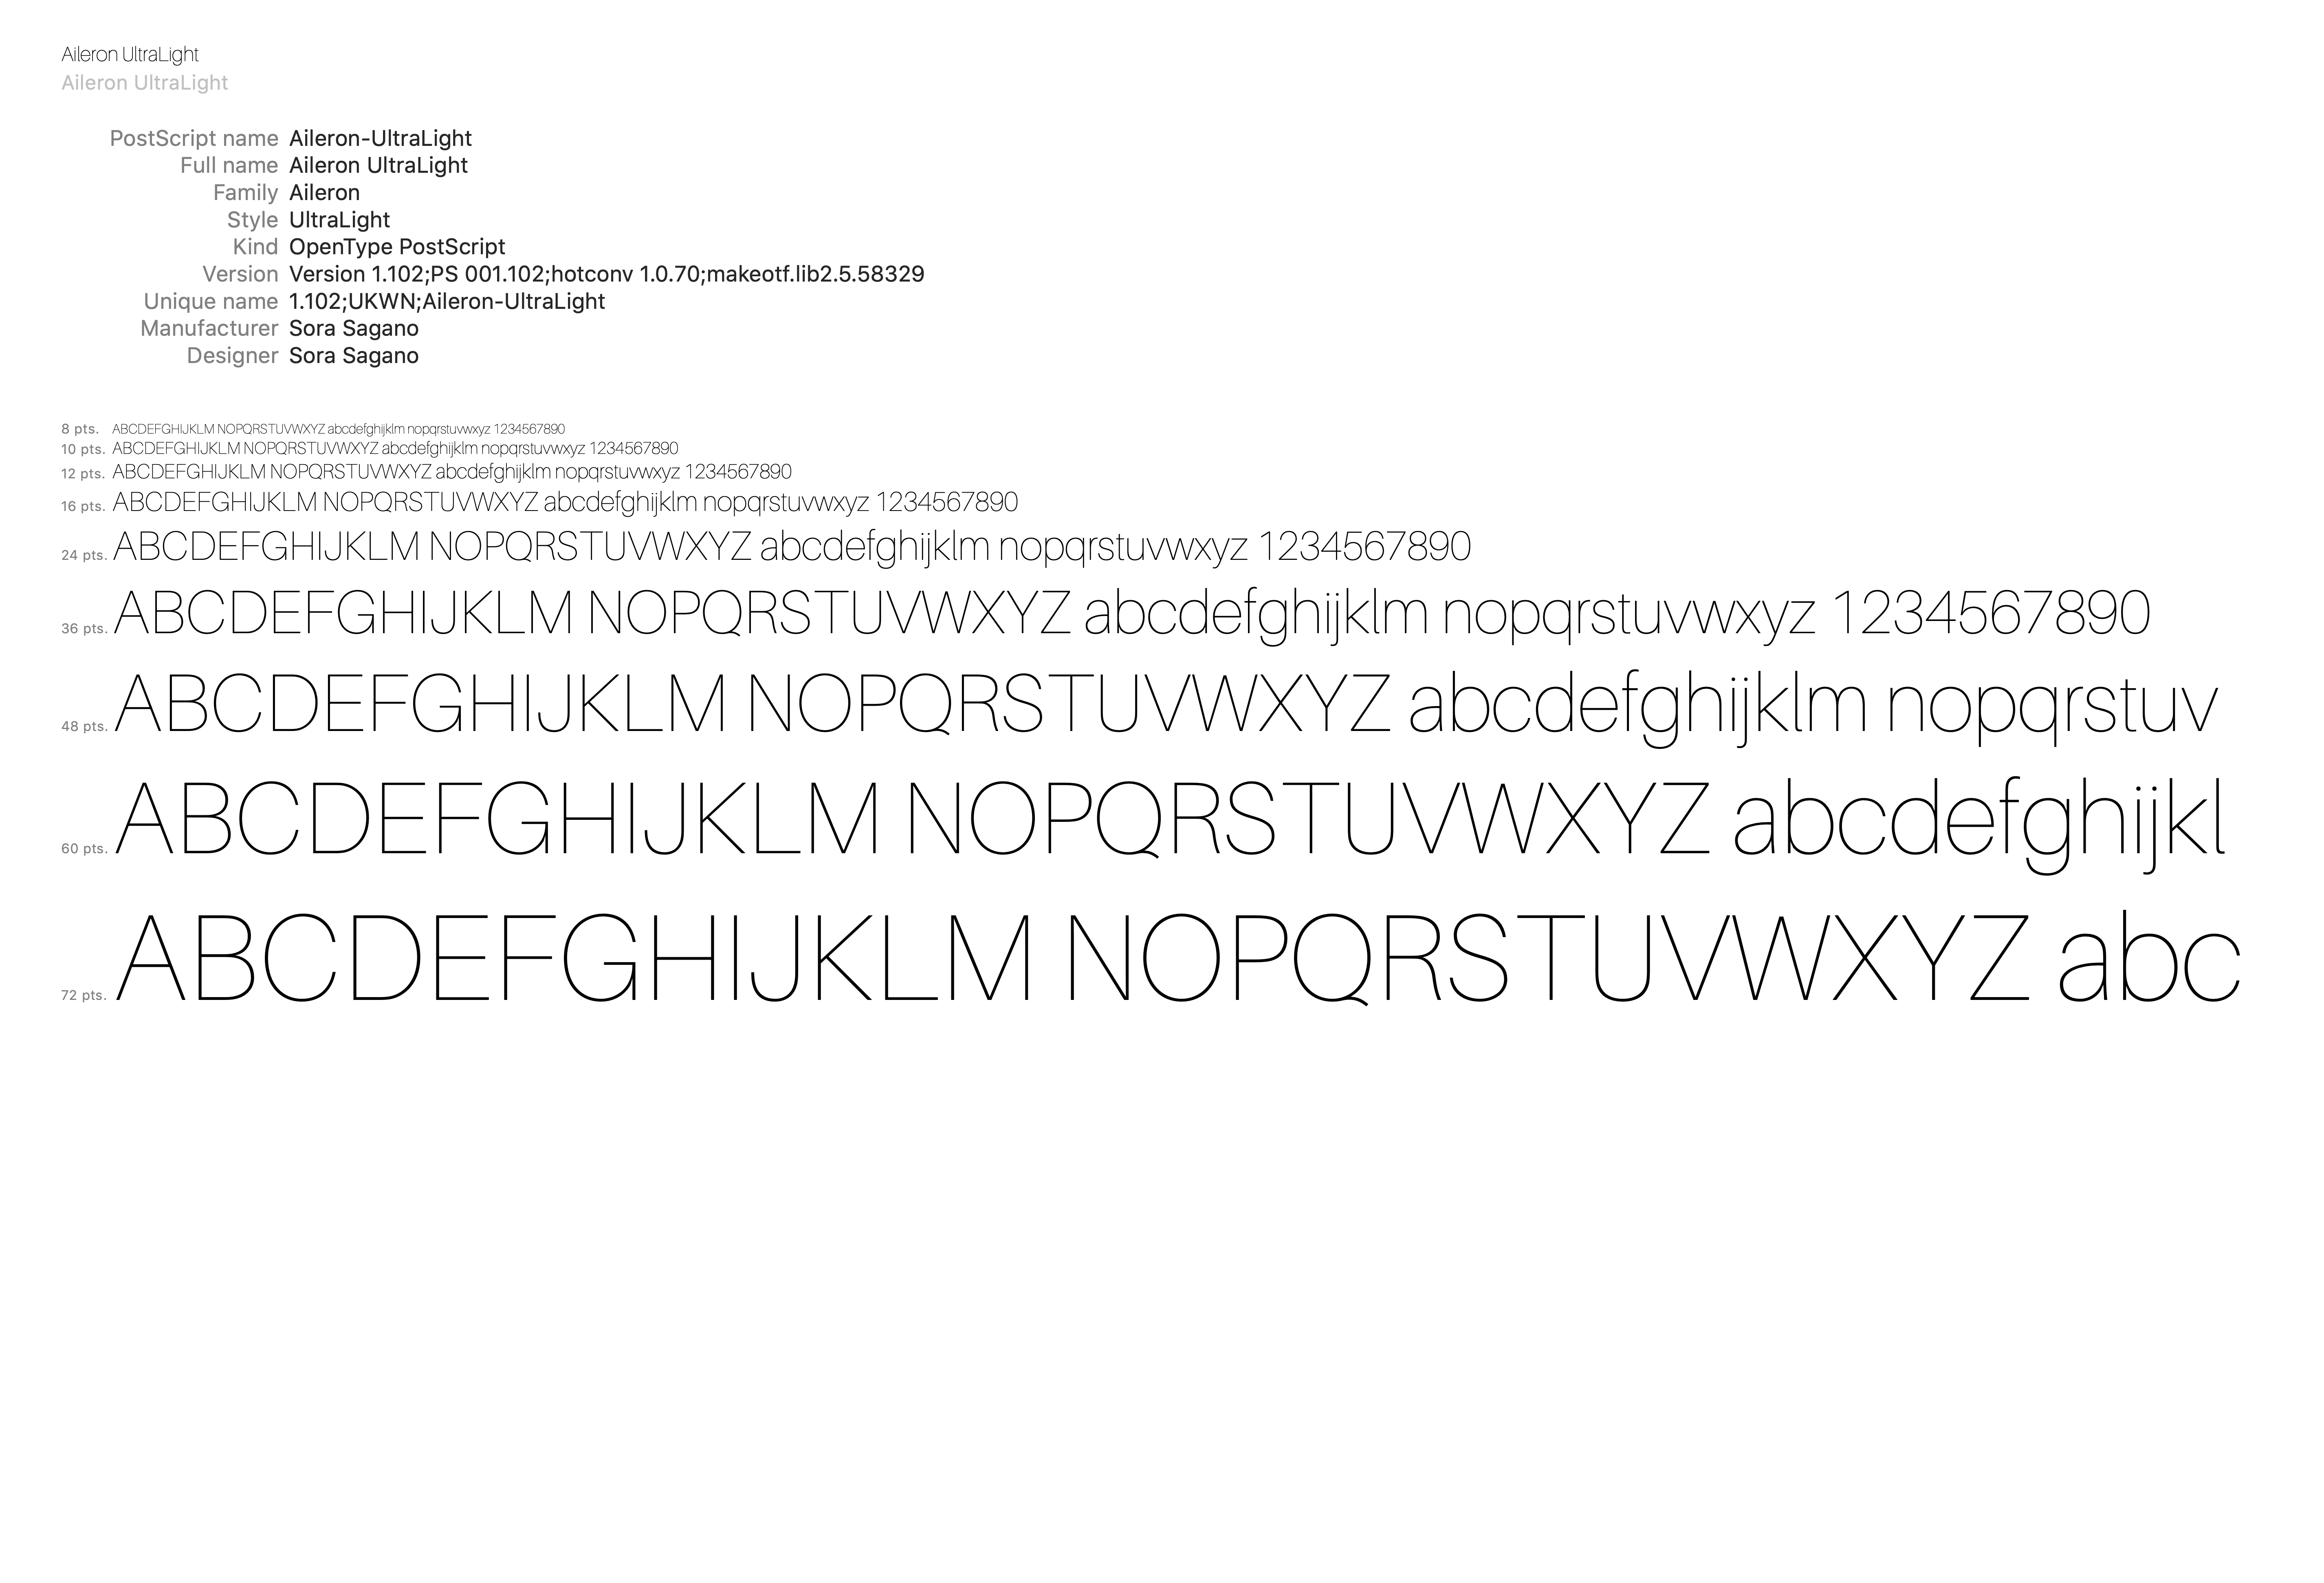 Aileron UltraLight
Aileron UltraLight
PostScript name Aileron-UltraLight
Full name Aileron UltraLight
Family Aileron
Style UltraLight
Kind OpenType PostScript
Version Version 1.102;PS 001.102;hotconv 1.0.70;makeotf.lib2.5.58329
Unique name 1.102;UKWN;Aileron-UltraLight
Manufacturer Sora Sagano
Designer Sora Sagano
8 pts. ABCDEFGHIJKLM NOPQRSTUVWXYZ abcdefghijklm nopqrstuvwxyz 1234567890
10 pts. ABCDEFGHIJKLM NOPQRSTUVWXYZ abcdefghijklm nopqrstuvwxyz 1234567890
12 pts. ABCDEFGHIJKLM NOPQRSTUVWXYZ abcdefghijklm nopqrstuvwxyz 1234567890
16 pts. ABCDEFGHIJKLM NOPQRSTUVWXYZ abcdefghijklm nopqrstuvwxyz 1234567890
24 pts. ABCDEFGHIJKLM NOPQRSTUVWXYZ abcdefghijklm nopqrstuvwxyz 1234567890
36 pts. ABCDEFGHIJKLM NOPQRSTUVWXYZ abcdefghijklm nopqrstuvwxyz 1234567890
48 pts. ABCDEFGHIJKLM NOPQRSTUVWXYZ abcdefghijklm nopqrstuv
60 pts. ABCDEFGHIJKLM NOPQRSTUVWXYZ abcdefghijkl
72 pts. ABCDEFGHIJKLM NOPQRSTUVWXYZ abc